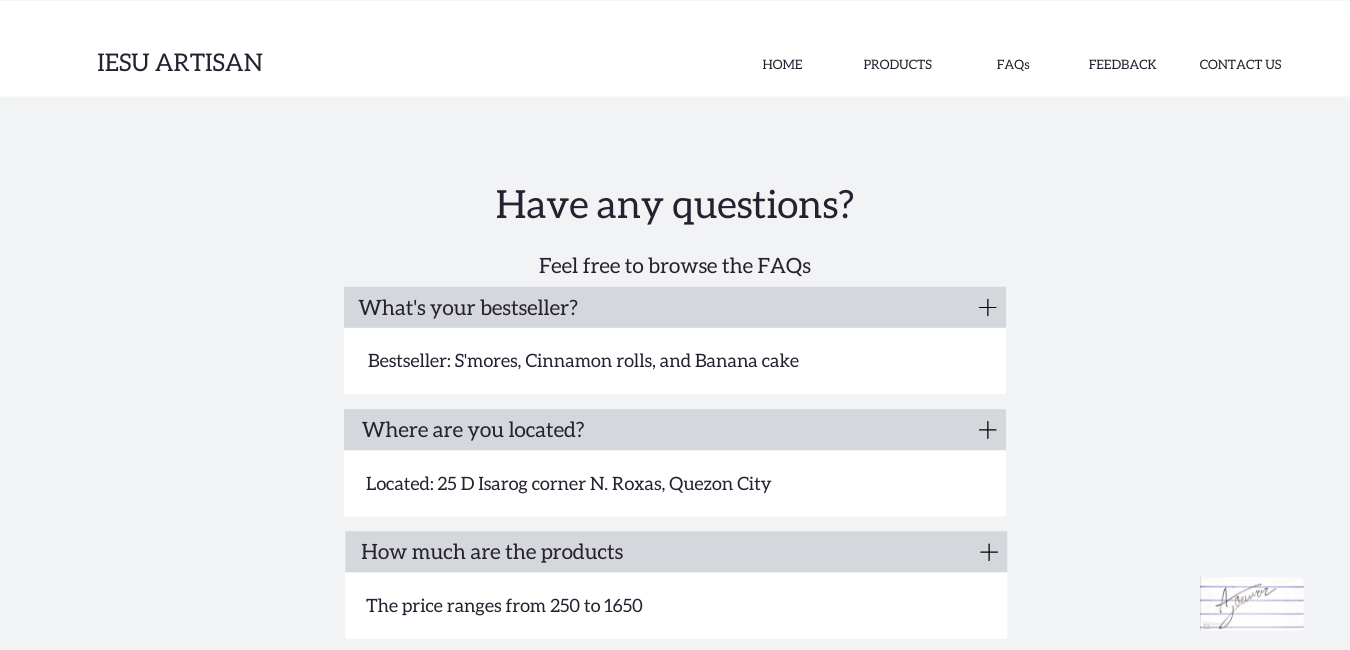 IESU ARTISAN
HOME PRODUCTS FAQs FEEDBACK CONTACT US
Have any questions?
Feel free to browse the FAQs
What's your bestseller?
Bestseller: S'mores, Cinnamon rolls, and Banana cake
Where are you located?
Located: 25 D Isarog corner N. Roxas, Quezon City
How much are the products
The price ranges from 250 to 1650